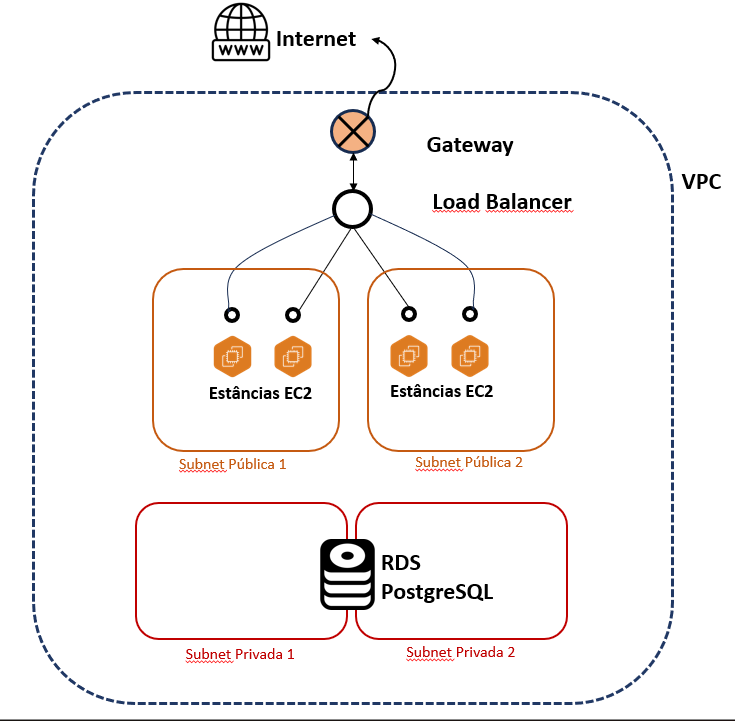 WWW
Internet
Gateway
VPC
Load Balancer
Estâncias EC2
Estâncias EC2
Subnet Pública 1
Subnet Pública 2
RDS
PostgreSQL
Subnet Privada 1
Subnet Privada 2